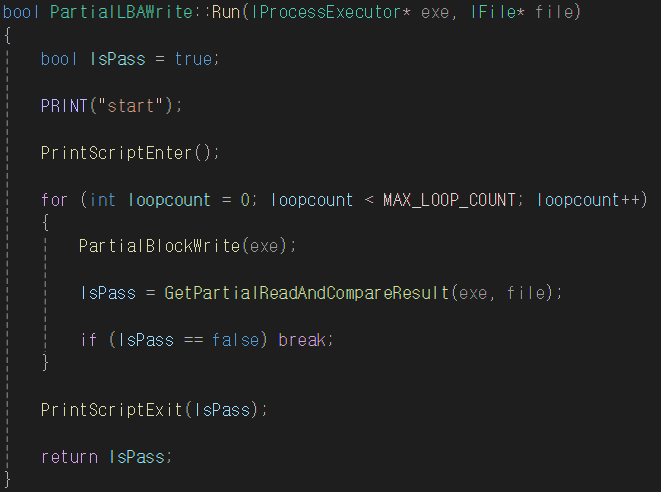 bool PartialLBAWrite::Run(IProcessExecutor* exe, IFile* file)
{
bool IsPass = true;
PRINT("start");
PrintScriptEnter();
for (int loopcount = 0; loopcount < MAX_LOOP_COUNT; loopcount++)
{
PartialBlockWrite(exe);
IsPass = GetPartialReadAndCompareResult(exe, file);
if (IsPass == false) break;
}
PrintScriptExit(IsPass);
return IsPass;
}